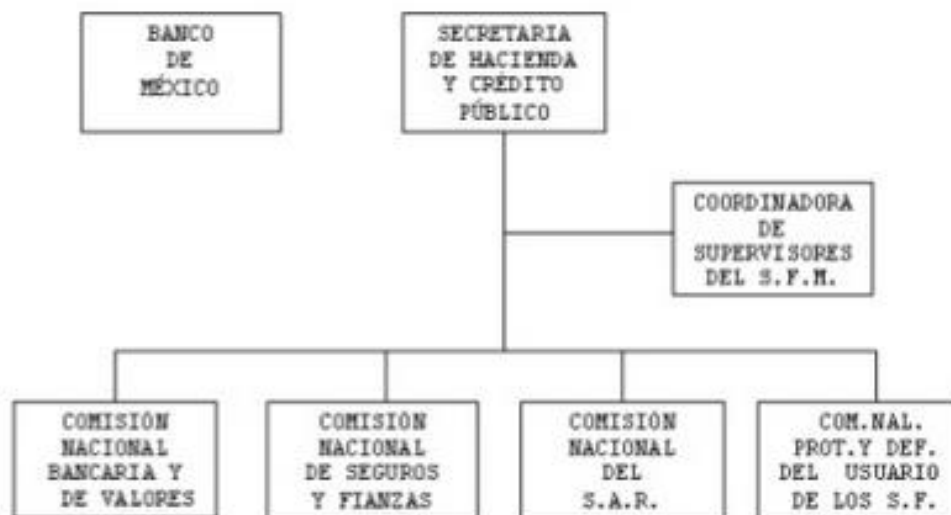 BANCO
DE
MÉXICO
SECRETARIA
DE HACIENDA
Y CRÉDITO
PÚBLICO
COORDINADORA
DE
SUPERVISORES
DEL S.F.M.
COMISIÓN
NACIONAL
BANCARIA Y
DE VALORES
COMISIÓN
NACIONAL
DE SEGUROS
Y FIANZAS
COMISIÓN
NACIONAL
DEL
S.A.R.
COM.NAL.
PROT.Y DEF.
DEL USUARIO
DE LOS S.F.